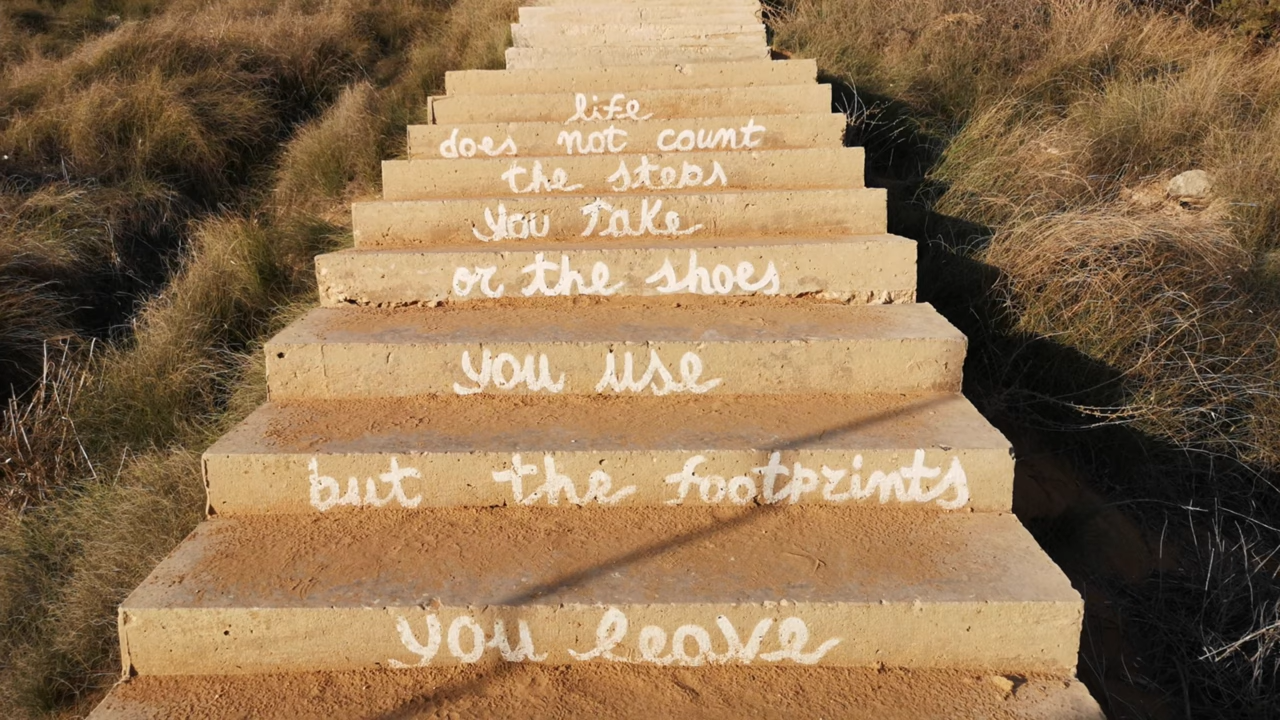 life
does not count
the steps
you take
or the shoes
you use
but the footprints
you leave